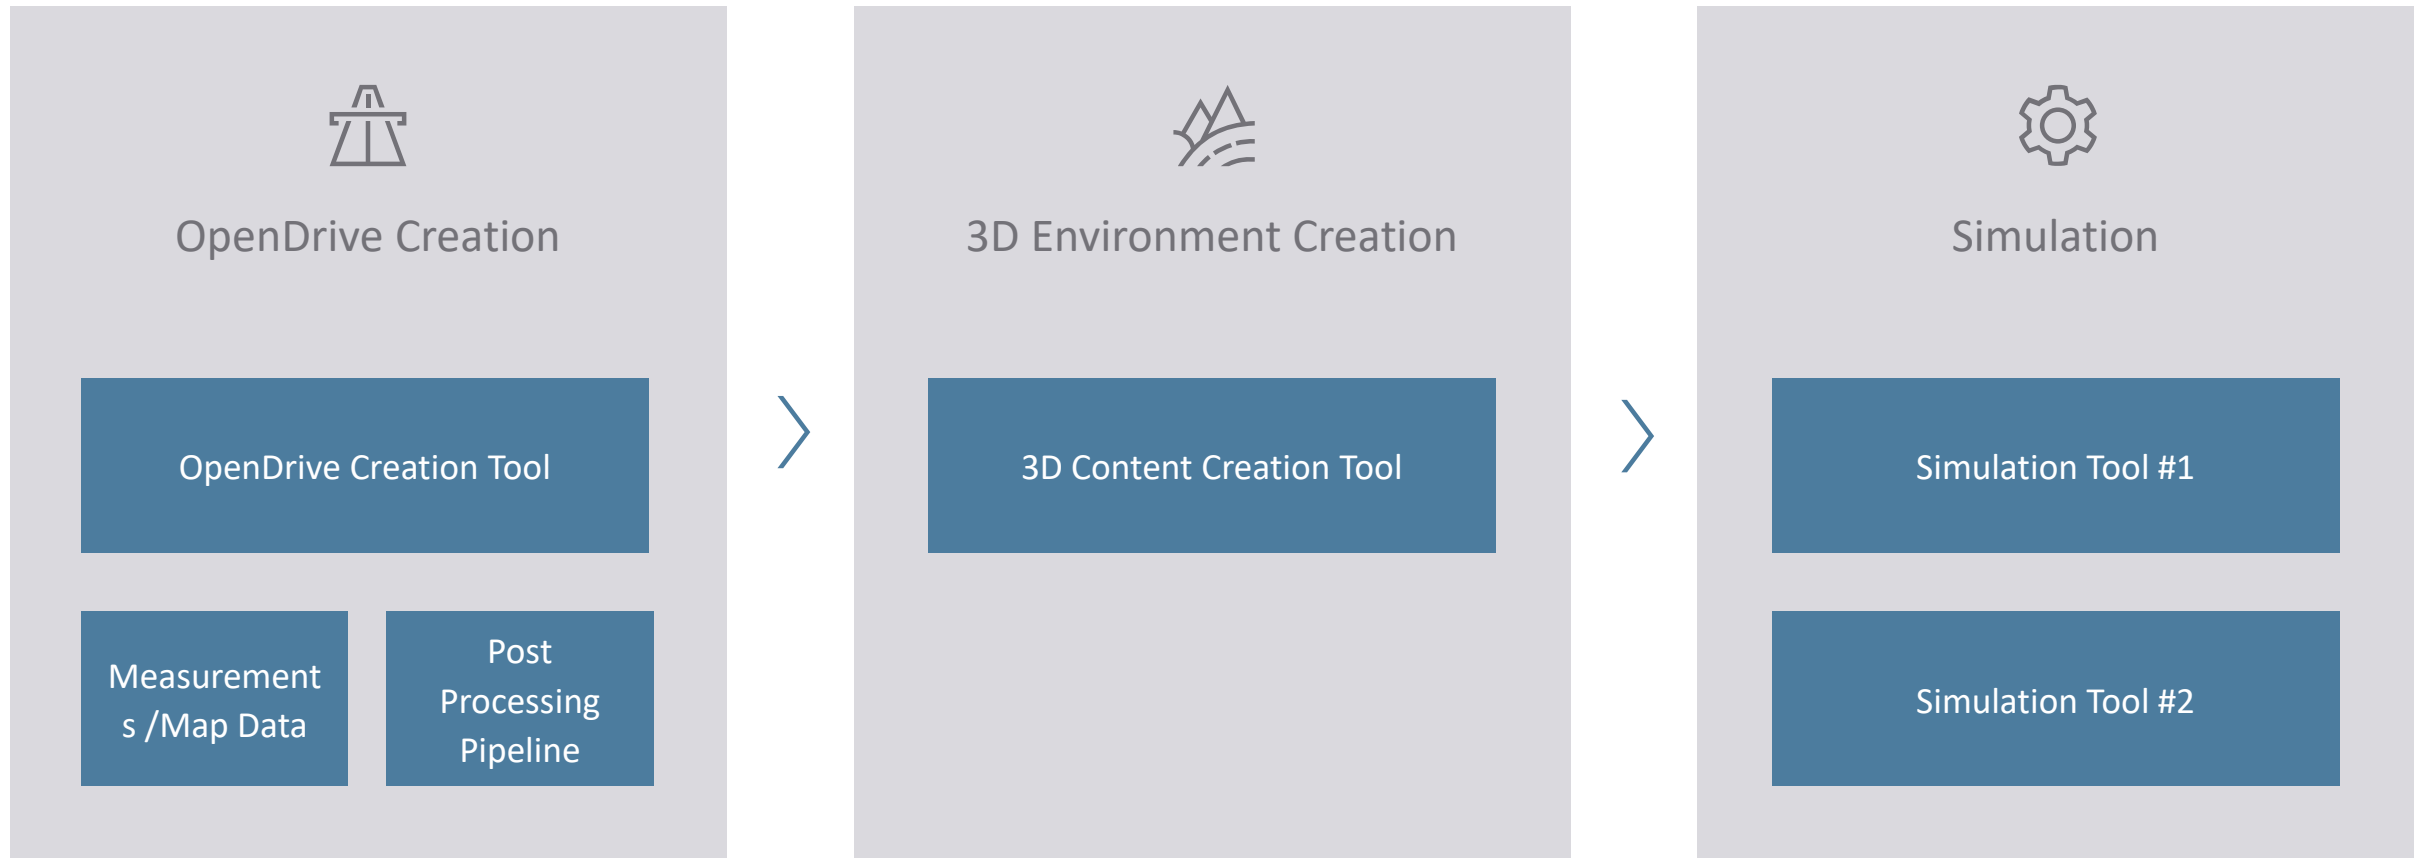 OpenDrive Creation
OpenDrive Creation Tool
Measurement
s /Map Data
Post
Processing
Pipeline
3D Environment Creation
3D Content Creation Tool
Simulation
Simulation Tool #1
Simulation Tool #2